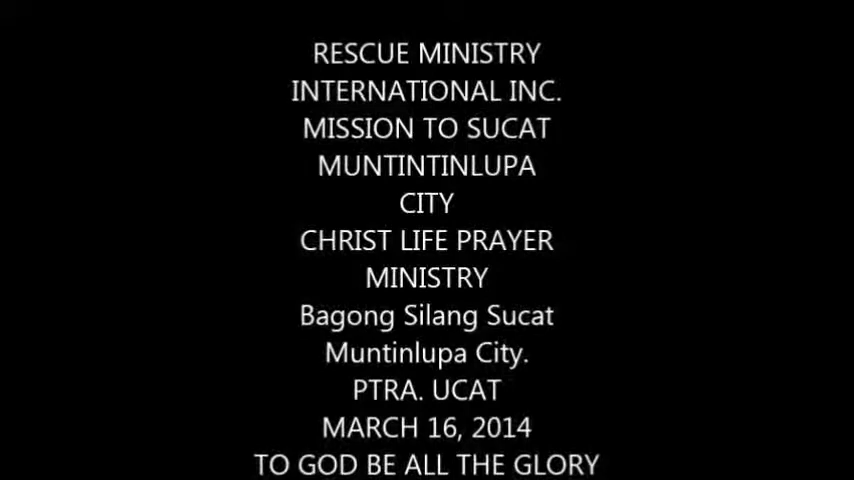 RESCUE MINISTRY
INTERNATIONAL INC.
MISSION TO SUCAT
MUNTINTINLUPA
CITY
CHRIST LIFE PRAYER
MINISTRY
Bagong Silang Sucat
Muntinlupa City.
PTRA. UCAT
MARCH 16, 2014
TO GOD BE ALL THE GLORY